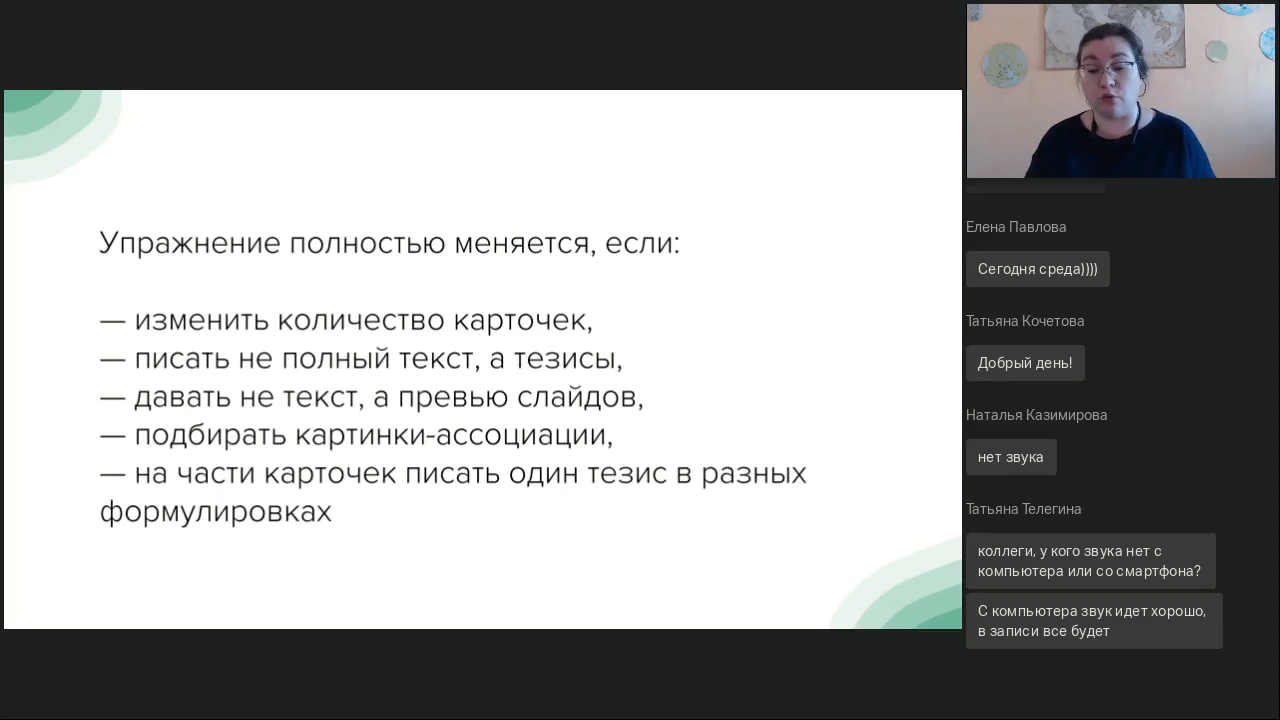 Упражнение полностью меняется, если:
— изменить количество карточек,
— писать не полный текст, а тезисы,
— давать не текст, а превью слайдов,
— подбирать картинки-ассоциации,
— на части карточек писать один тезис в разных
формулировках
Елена Павлова
Сегодня среда))))
Татьяна Кочетова
Добрый день!
Наталья Казимирова
нет звука
Татьяна Телегина
коллеги, у кого звука нет с
компьютера или со смартфона?
С компьютера звук идет хорошо,
в записи все будет